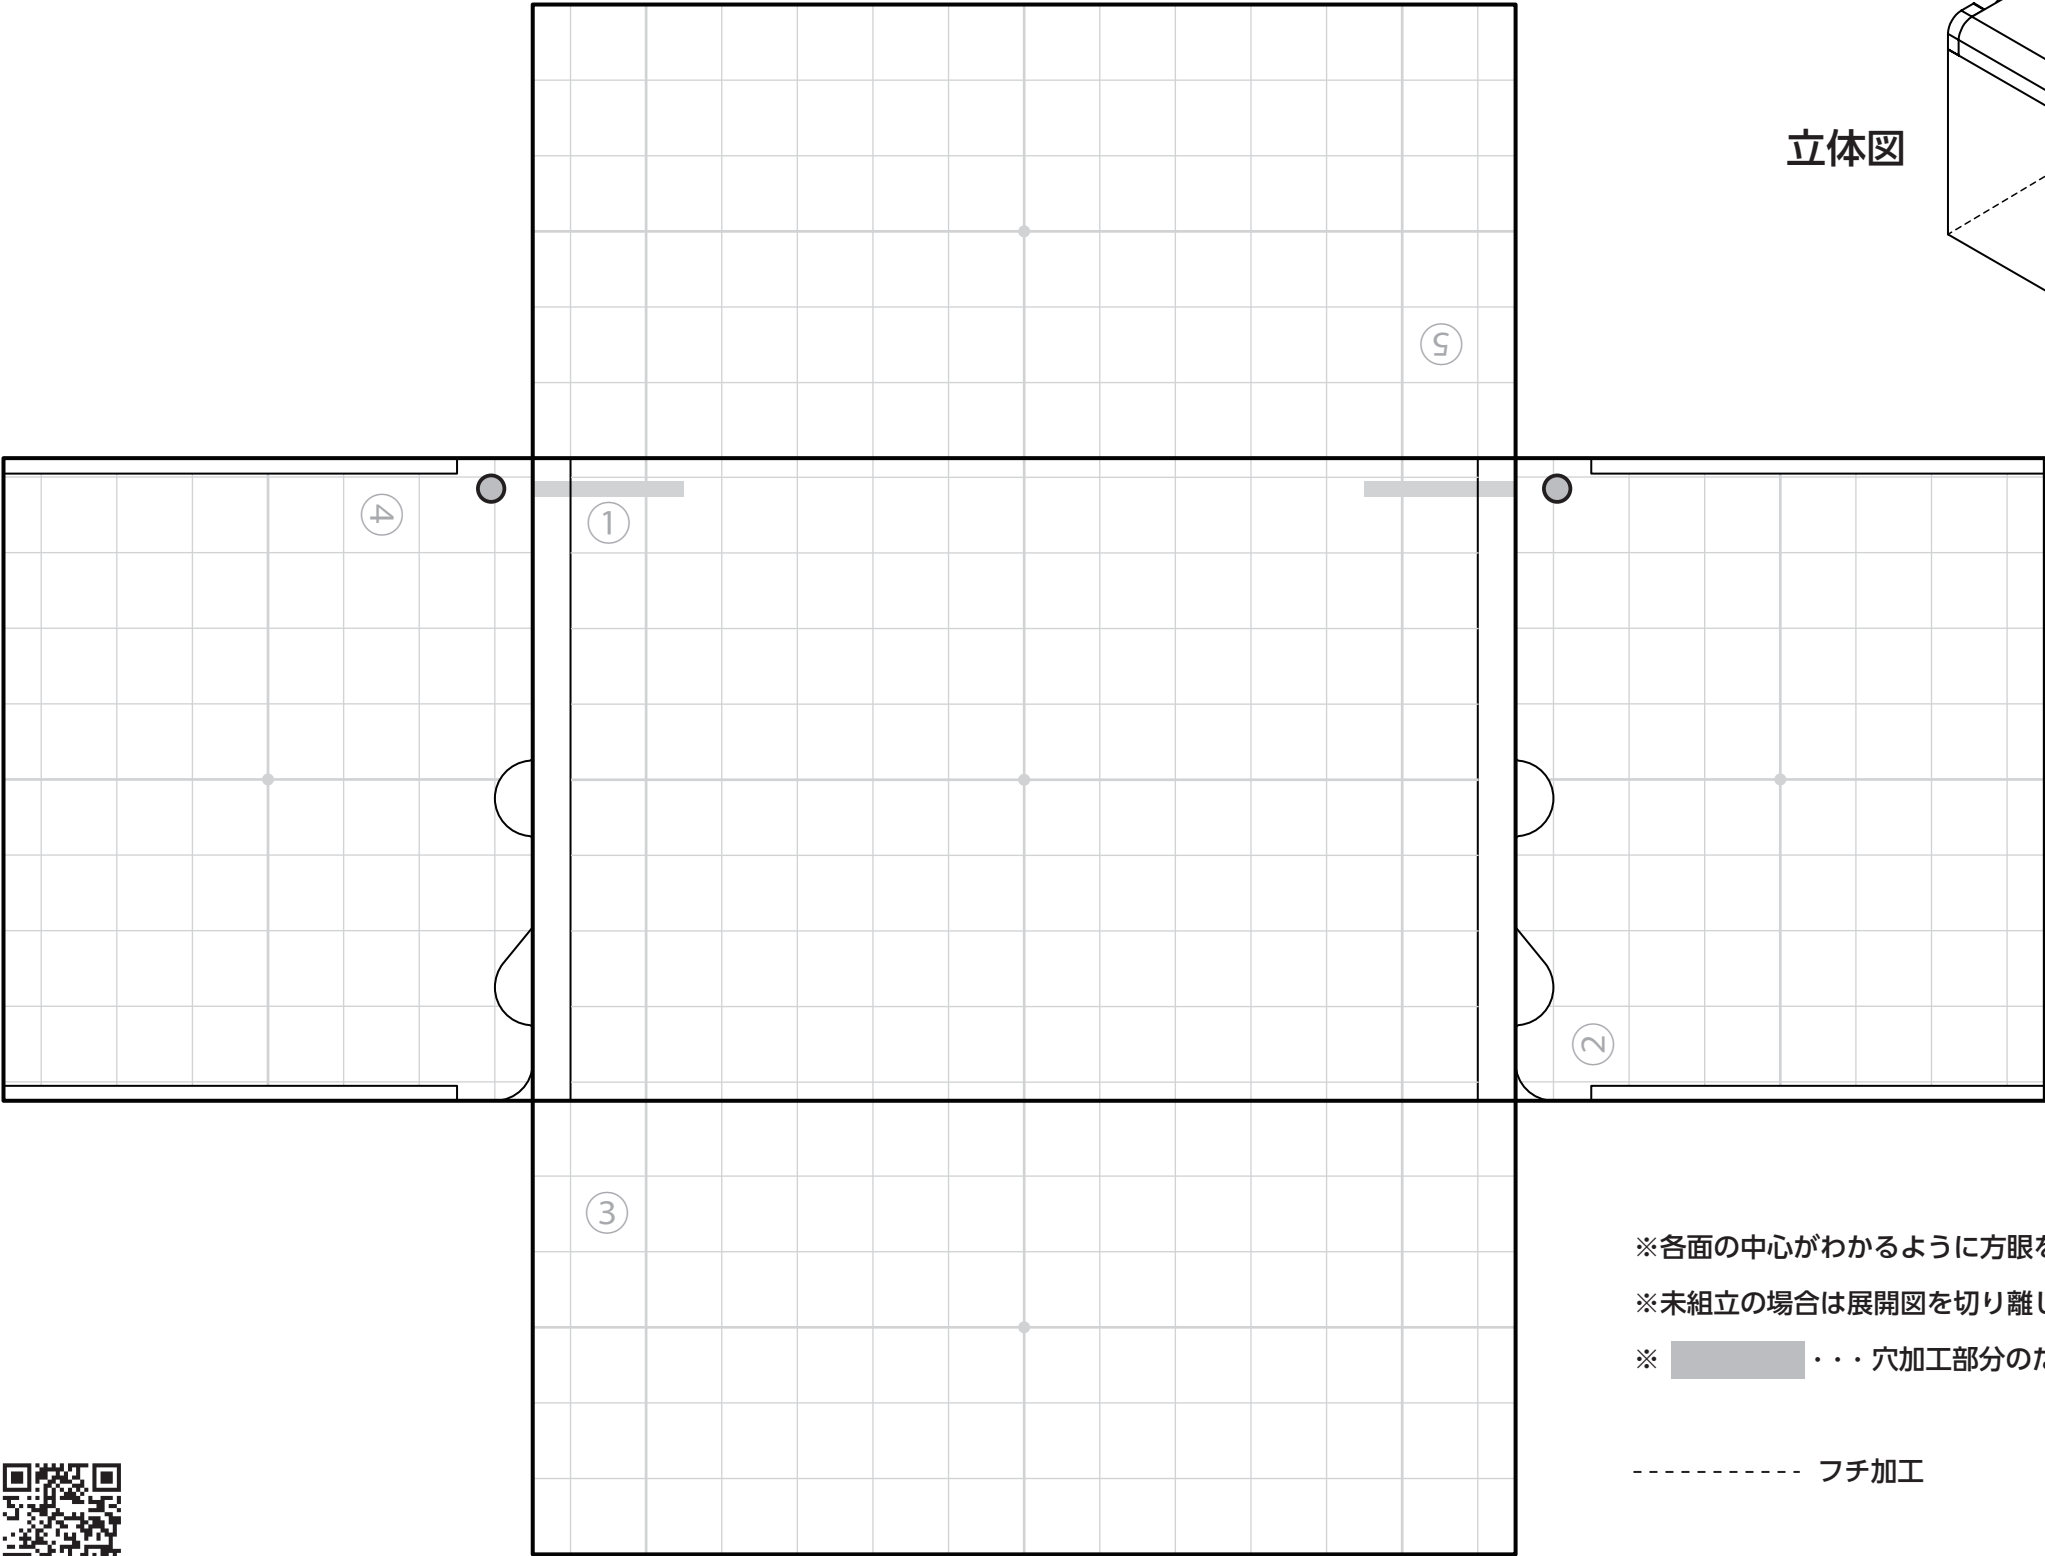 立体図
⑤
④
①
②
③
※各面の中心がわかるように方眼
※未組立の場合は展開図を切り離し
※ ・・・穴加工部分の
フチ加工